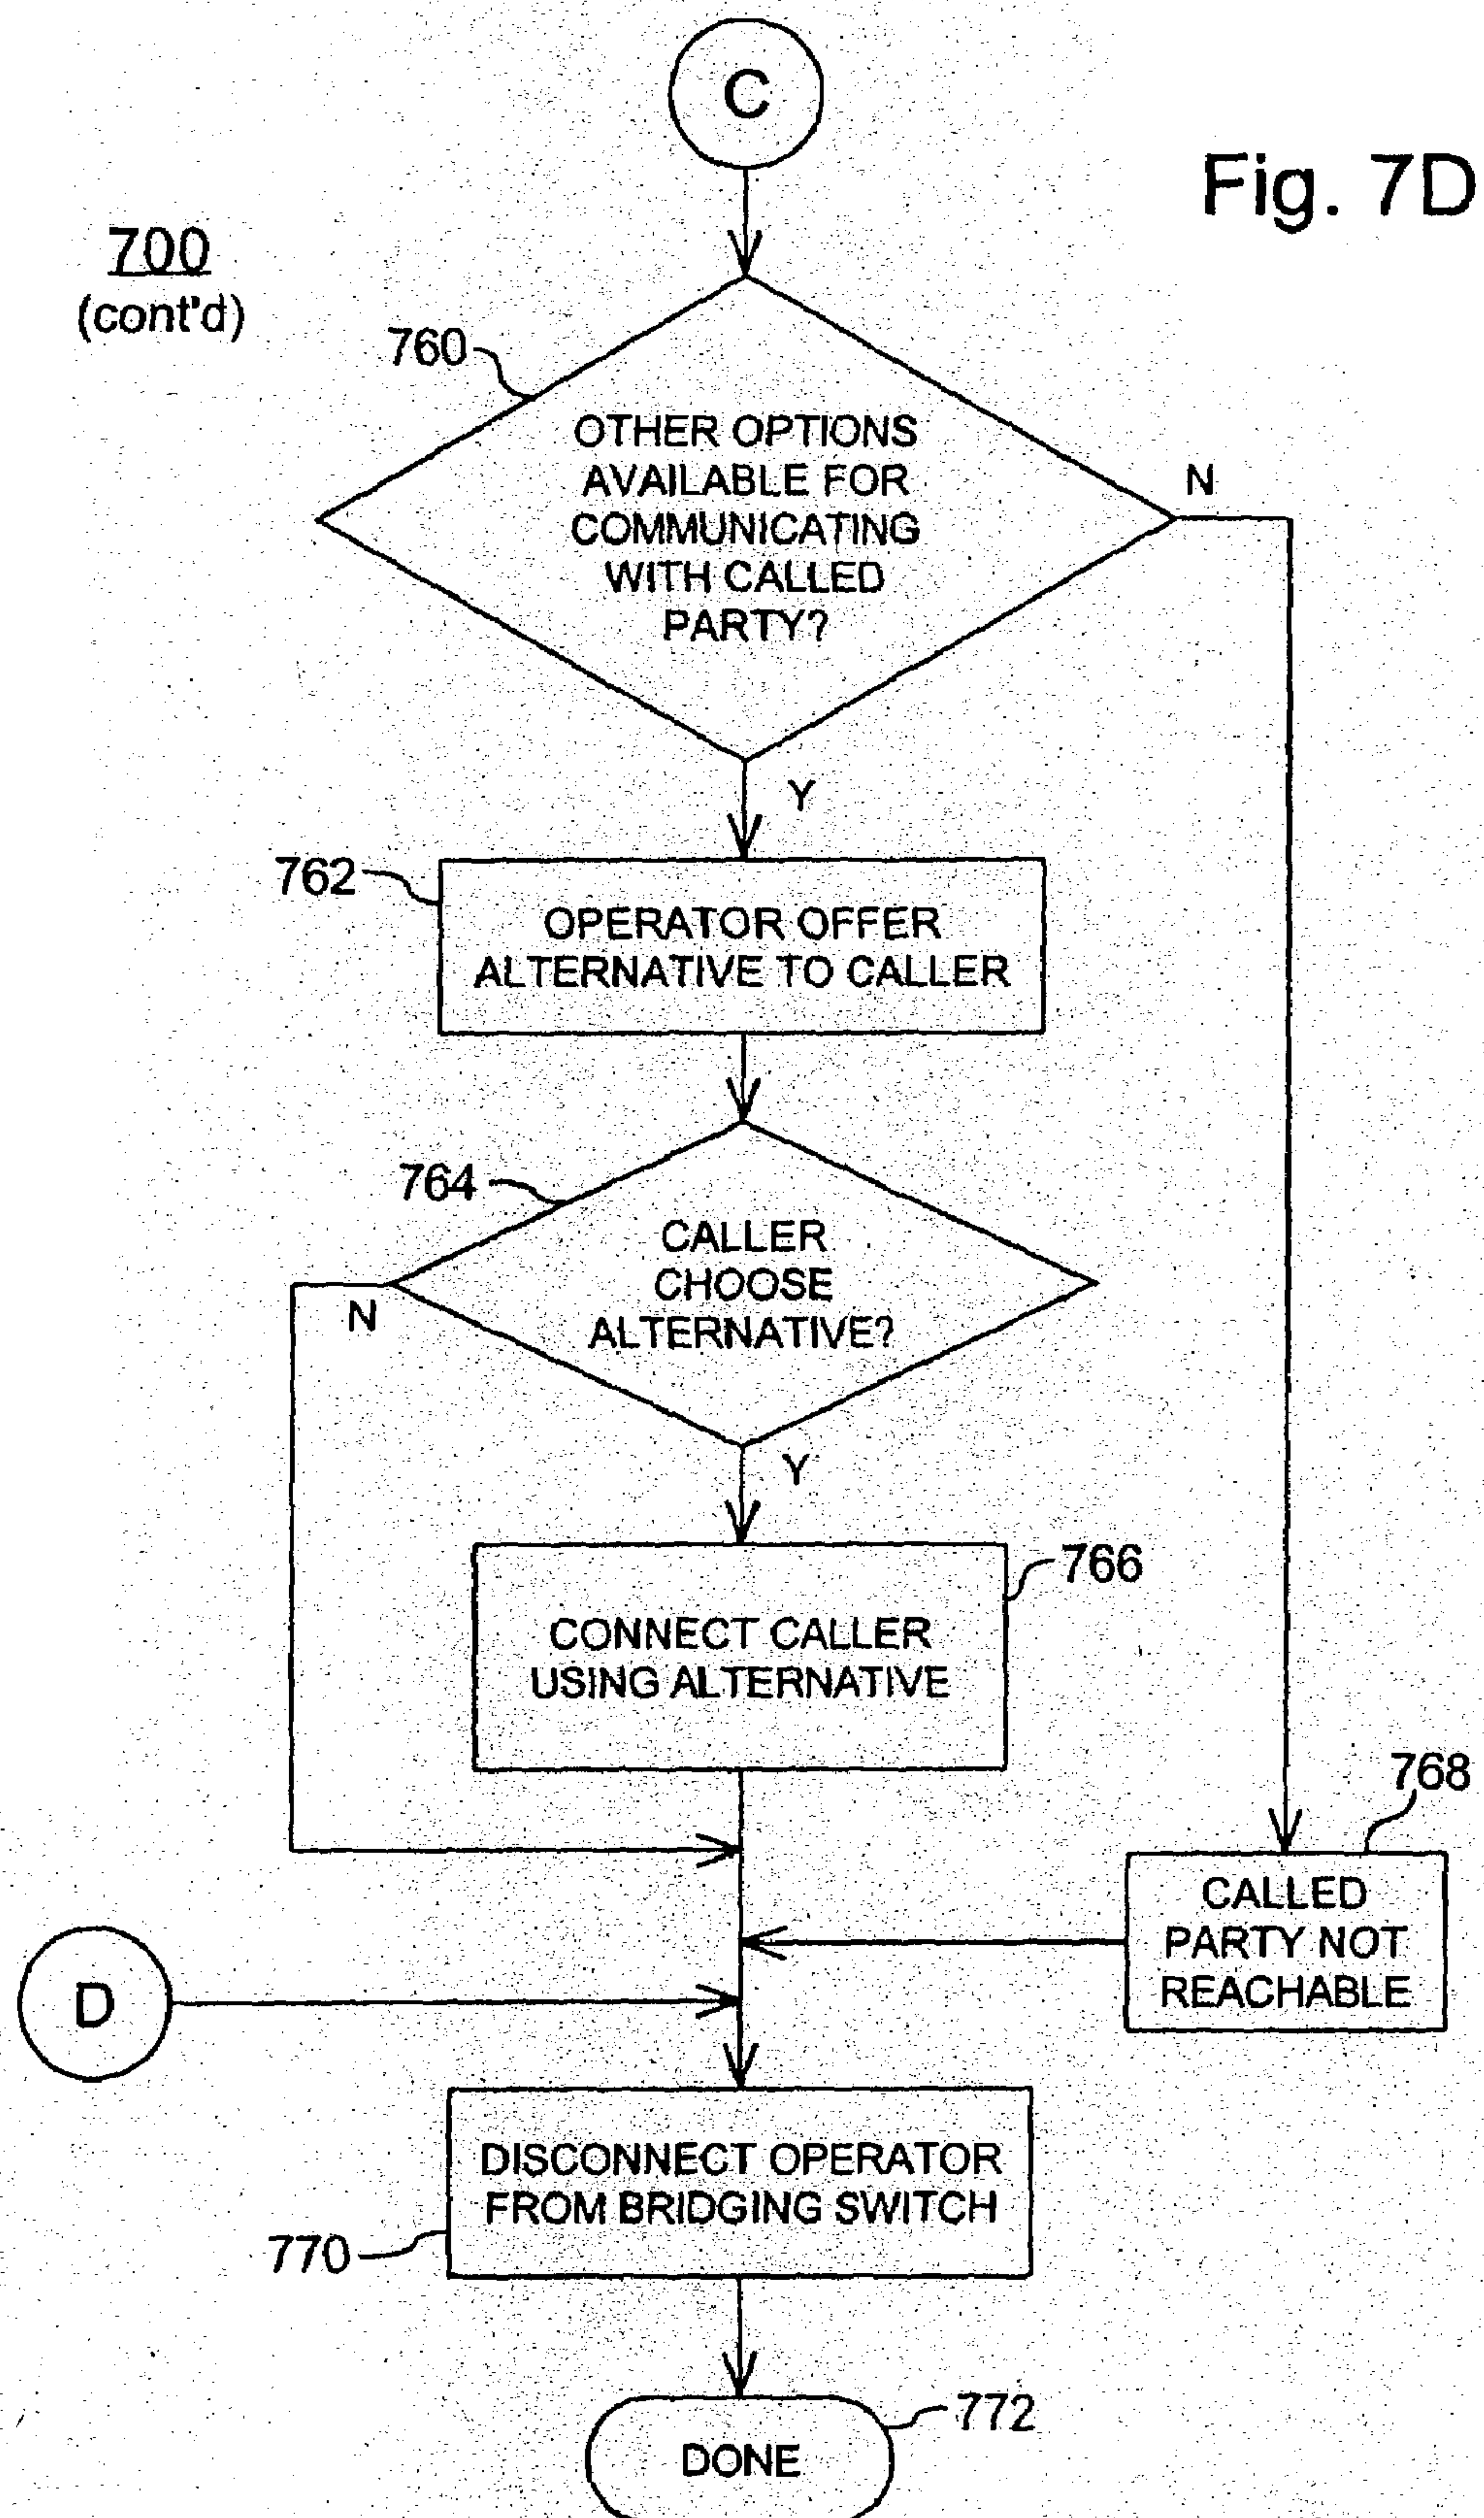 C
Fig. 7D
700
(cont'd)
760
OTHER OPTIONS
AVAILABLE FOR
COMMUNICATING
WITH CALLED
PARTY?
N
Y
762
OPERATOR OFFER
ALTERNATIVE TO CALLER
764
CALLER
CHOOSE
ALTERNATIVE?
N
Y
766
CONNECT CALLER
USING ALTERNATIVE
768
CALLED
PARTY NOT
REACHABLE
D
DISCONNECT OPERATOR
FROM BRIDGING SWITCH
770
772
DONE